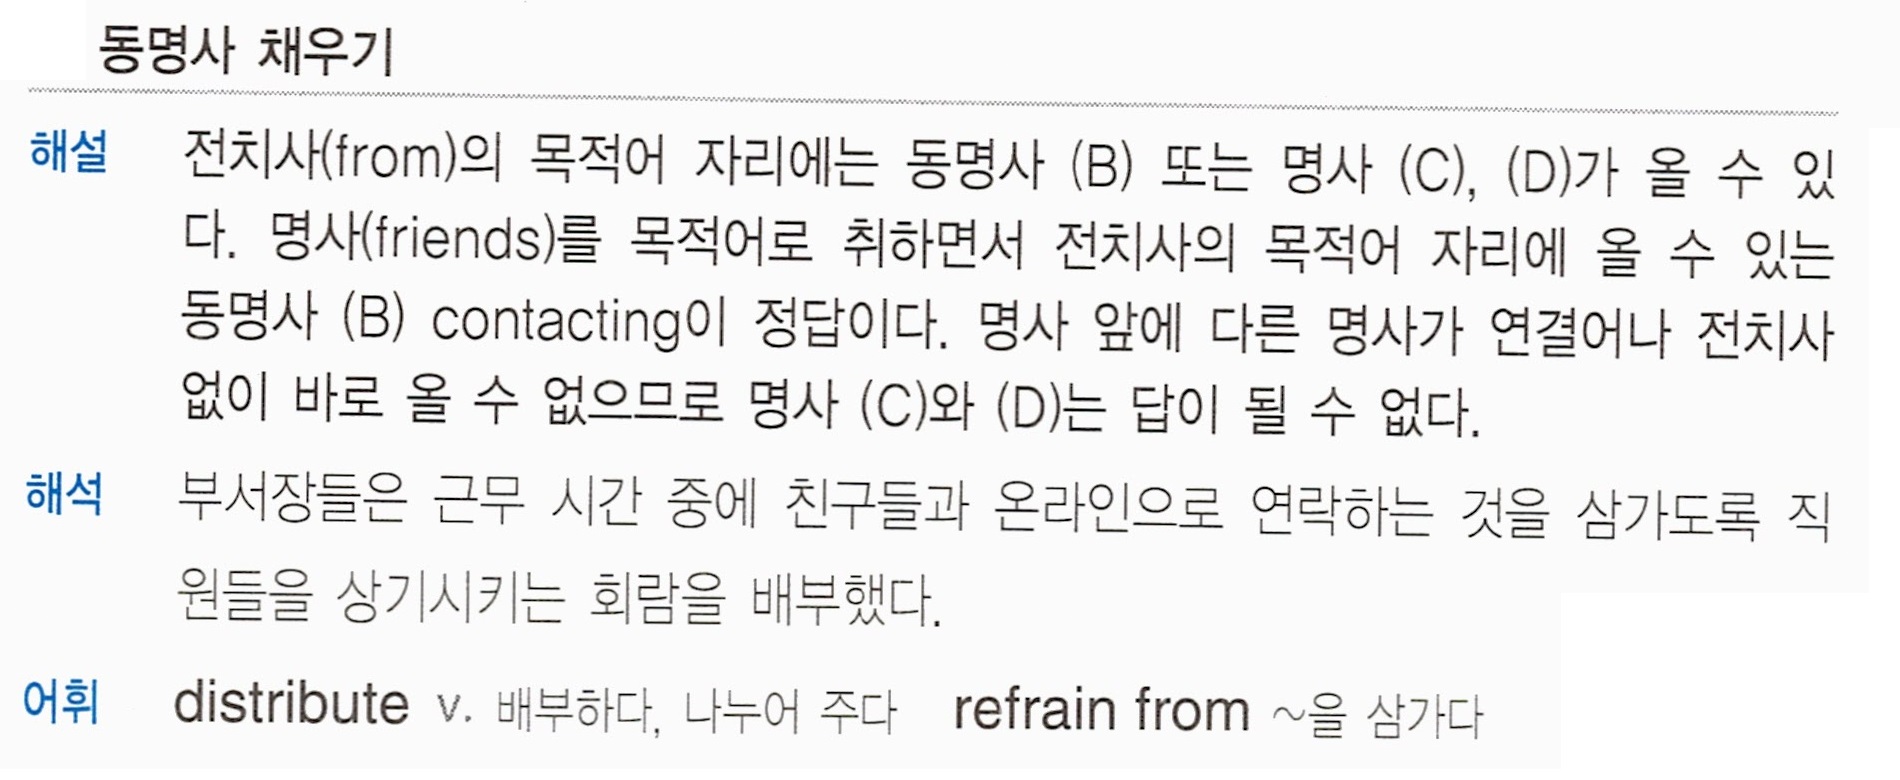 동명사 채우기
해설 전치사(from)의 목적어 자리에는 동명사 (B) 또는 명사 (C), (D)가 올 수 있
다. 명사(friends)를 목적어로 취하면서 전치사의 목적어 자리에 올 수 있는
동명사 (B) contacting이 정답이다. 명사 앞에 다른 명사가 연결어나 전치사
없이 바로 올 수 없으므로 명사 (C)와 (D)는 답이 될 수 없다.
해석 부서장들은 근무 시간 중에 친구들과 온라인으로 연락하는 것을 삼가도록 직
원들을 상기시키는 회람을 배부했다.
어휘 distribute v. 배부하다, 나누어 주다 refrain from ~을 삼가다